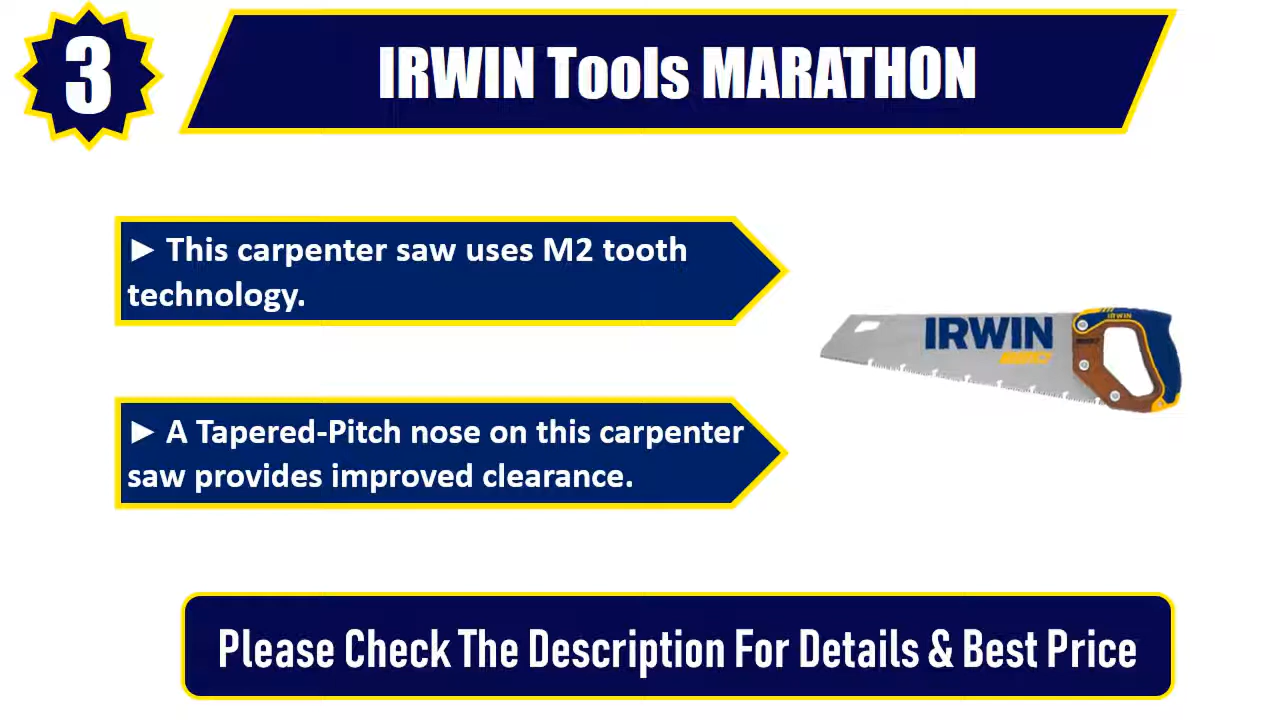 3
IRWIN Tools MARATHON
► This carpenter saw uses M2 tooth
technology.
IRWIN
IRWIN
► A Tapered-Pitch nose on this carpenter
saw provides improved clearance.
Please Check The Description For Details & Best Price